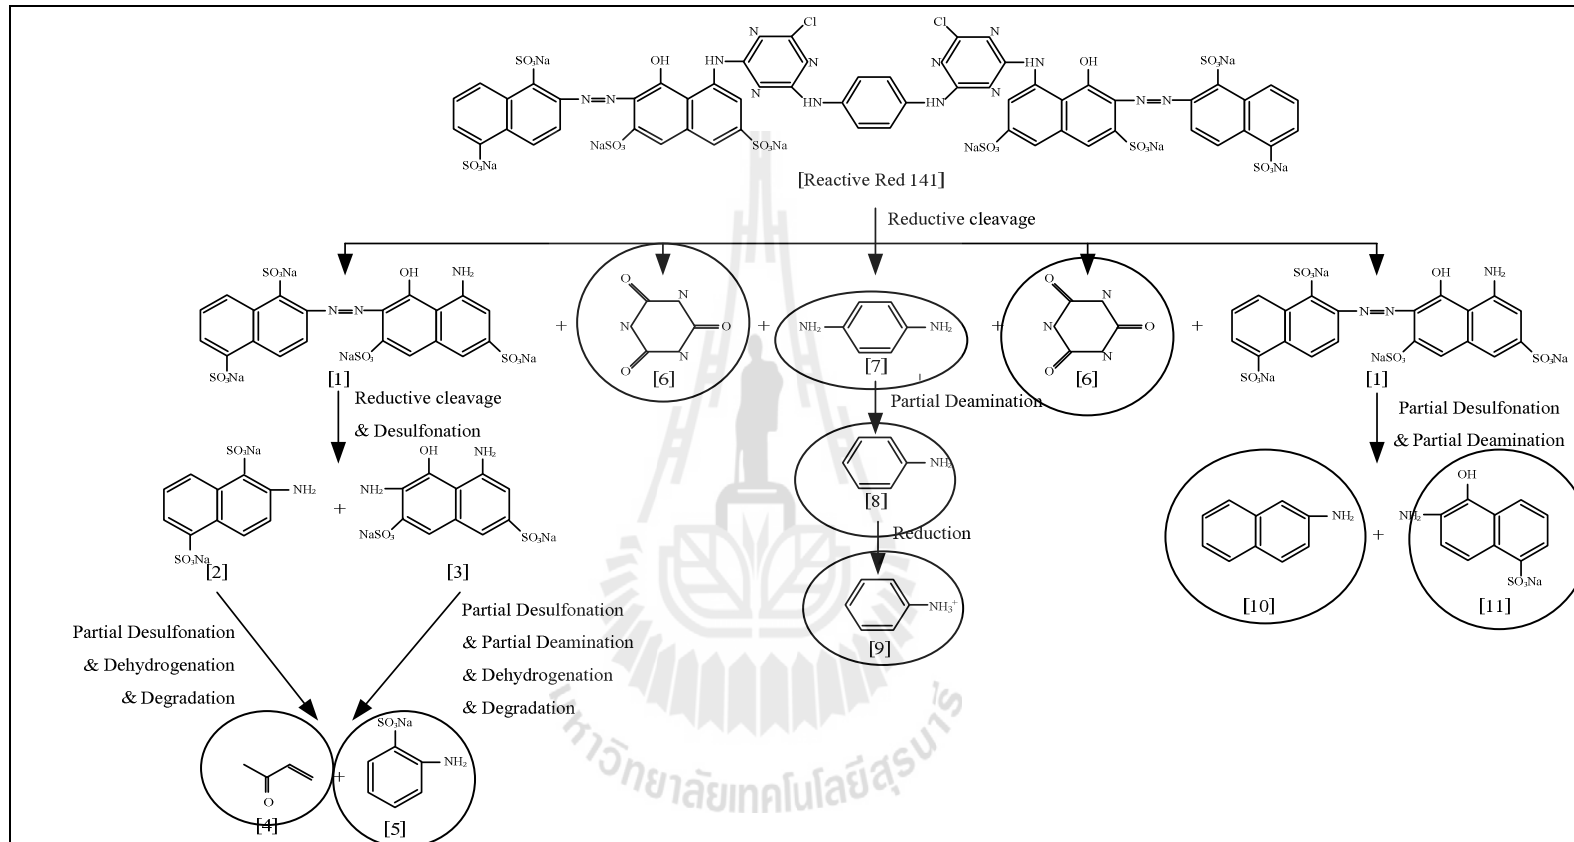 Cl Cl
N N
SO₃Na OH HN N N HN OH SO₃Na
N N
N=N HN HN N=N
NaSO₃ SO₃Na NaSO₃ SO₃Na
SO₃Na SO₃Na
[Reactive Red 141]
Reductive cleavage
SO₃Na OH NH₂
N=N
NaSO₃ SO₃Na
SO₃Na
[1]
+
O N
N O
O N
[6]
+
NH₂ NH₂
[7]
+
O N
N O
O N
[6]
+
SO₃Na OH NH₂
N=N
NaSO₃ SO₃Na
SO₃Na
[1]
Reductive cleavage
& Desulfonation
SO₃Na
NH₂
SO₃Na
[2]
+
OH NH₂
NH₂
NaSO₃ SO₃Na
[3]
Partial Desulfonation
& Dehydrogenation
& Degradation
Partial Desulfonation
& Partial Deamination
& Dehydrogenation
& Degradation
O
[4]
+
SO₃Na
NH₂
[5]
Partial Deamination
NH₂
[8]
Reduction
NH₃⁺
[9]
Partial Desulfonation
& Partial Deamination
NH₂
[10]
+
OH
NH₂
SO₃Na
[11]
มหาวิทยาลัยเทคโนโลยีสุรนารี